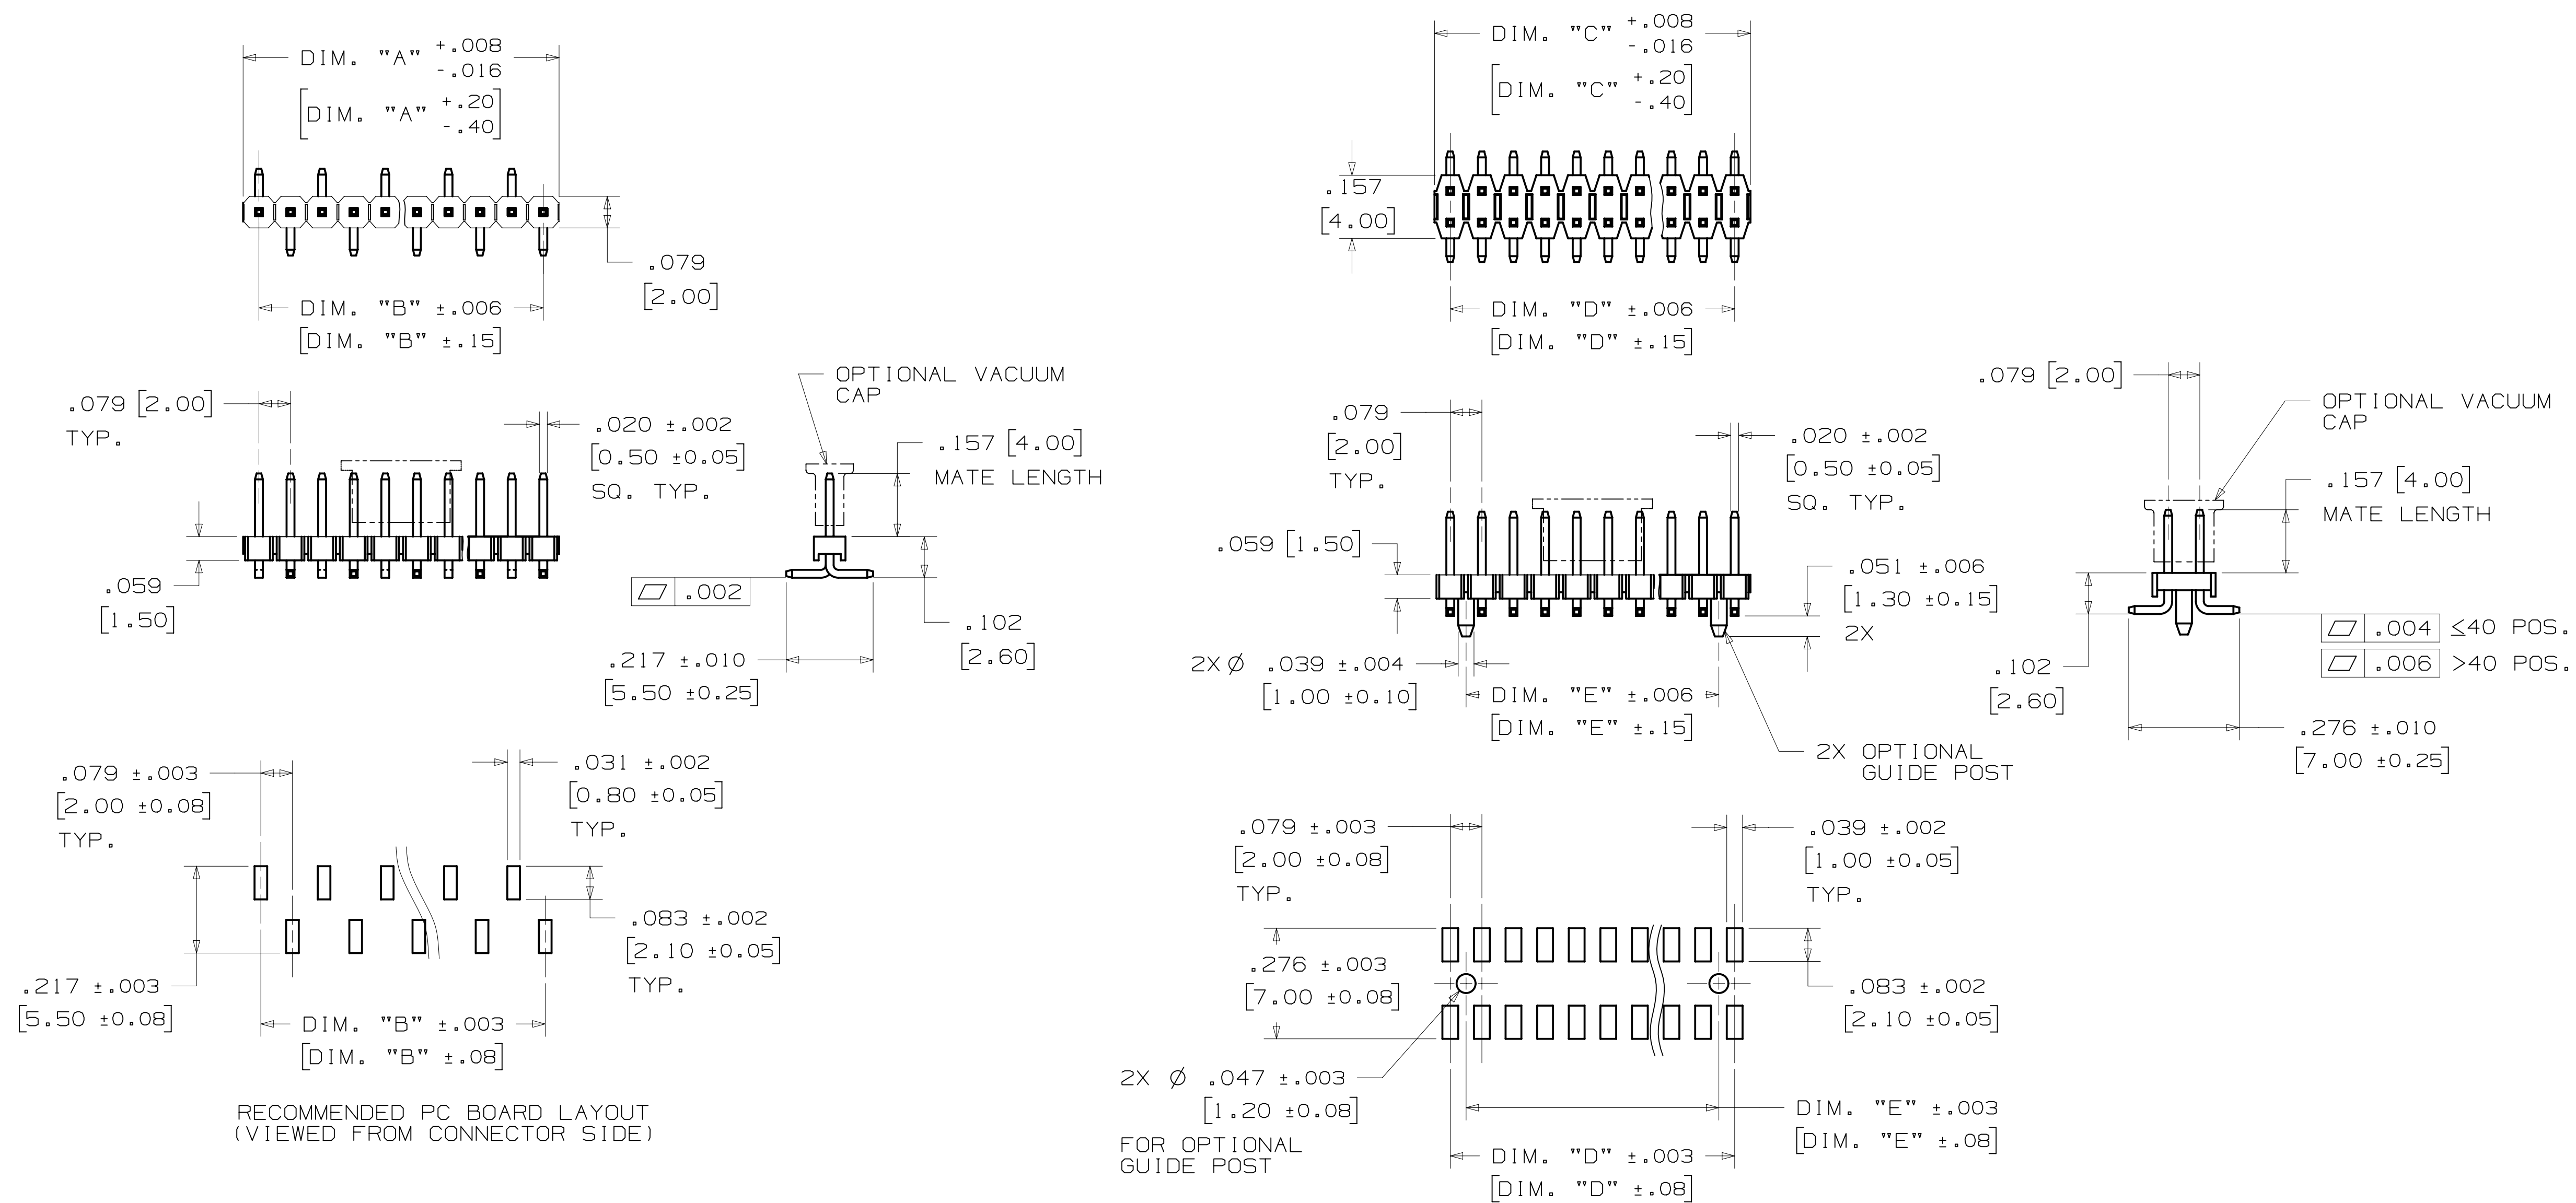 DIM. "A" +.008
-.016
[DIM. "A" +.20
-.40]
.079
[2.00]
DIM. "B" ±.006
[DIM. "B" ±.15]
.079 [2.00]
TYP.
.020 ±.002
[0.50 ±0.05]
SQ. TYP.
.059
[1.50]
OPTIONAL VACUUM
CAP
.157 [4.00]
MATE LENGTH
.002
.102
[2.60]
.217 ±.010
[5.50 ±0.25]
.079 ±.003
[2.00 ±0.08]
TYP.
.031 ±.002
[0.80 ±0.05]
TYP.
.083 ±.002
[2.10 ±0.05]
TYP.
.217 ±.003
[5.50 ±0.08]
DIM. "B" ±.003
[DIM. "B" ±.08]
RECOMMENDED PC BOARD LAYOUT
(VIEWED FROM CONNECTOR SIDE)
DIM. "C" +.008
-.016
[DIM. "C" +.20
-.40]
.157
[4.00]
DIM. "D" ±.006
[DIM. "D" ±.15]
.079
[2.00]
TYP.
.020 ±.002
[0.50 ±0.05]
SQ. TYP.
.059 [1.50]
.051 ±.006
[1.30 ±0.15]
2X
2X Ø .039 ±.004
[1.00 ±0.10]
DIM. "E" ±.006
[DIM. "E" ±.15]
2X OPTIONAL
GUIDE POST
.079 [2.00]
OPTIONAL VACUUM
CAP
.157 [4.00]
MATE LENGTH
.004 ≤40 POS.
.006 >40 POS.
.102
[2.60]
.276 ±.010
[7.00 ±0.25]
.079 ±.003
[2.00 ±0.08]
TYP.
.039 ±.002
[1.00 ±0.05]
TYP.
.276 ±.003
[7.00 ±0.08]
.083 ±.002
[2.10 ±0.05]
2X Ø .047 ±.003
[1.20 ±0.08]
FOR OPTIONAL
GUIDE POST
DIM. "E" ±.003
[DIM. "E" ±.08]
DIM. "D" ±.003
[DIM. "D" ±.08]